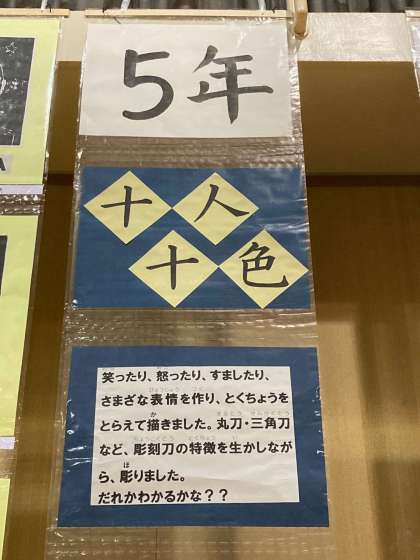 5年
十人
十色
笑ったり、怒ったり、すましたり、
さまざな表情を作り、とくちょうを
とらえて描きました。丸刀・三角刀
など、彫刻刀の特徴を生かしなが
ら、彫りました。
だれかわかるかな？？